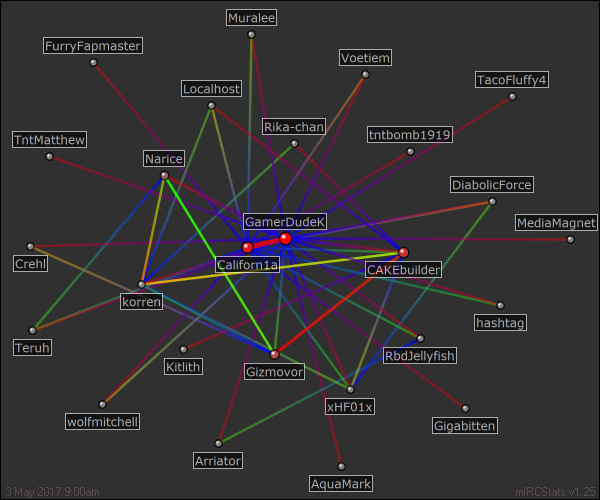 Muralee
FurryFapmaster
Voetiem
TacoFluffy4
Localhost
Rika-chan
tntbomb1919
TntMatthew
Narice
DiabolicForce
GamerDudeK
MediaMagnet
Crehl
Californ1a
CAKEbuilder
korren
hashtag
Teruh
RbdJellyfish
Kitlith
Gizmovor
wolfmitchell
xHF01x
Gigabitten
Arriator
AquaMark
3 May 2017 9:00am
mIRCStats v1.25